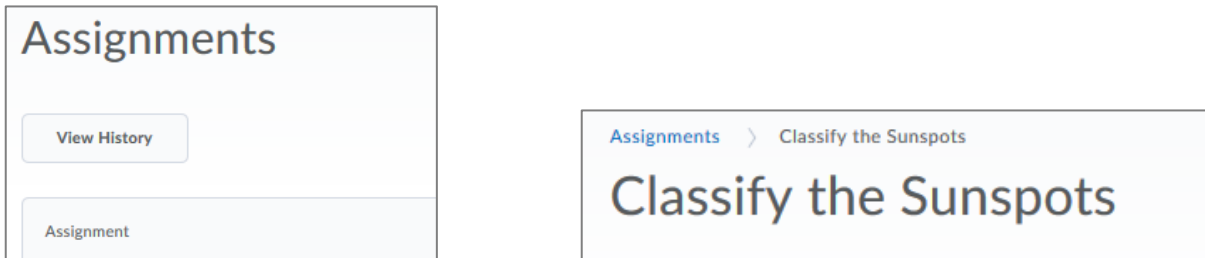 Assignments
View History
Assignment
Assignments > Classify the Sunspots
Classify the Sunspots